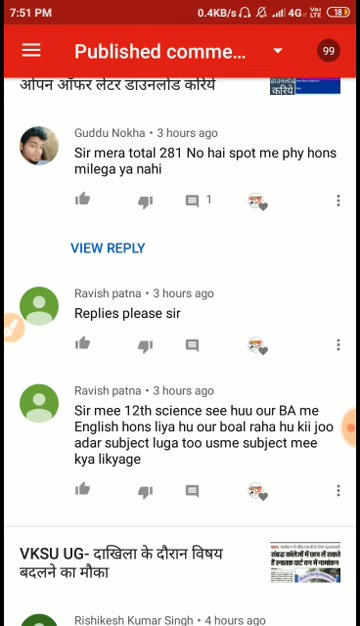 7:51 PM 0.4KB/s 4G VoLTE 18
Published comme... 99
ओपन ऑफर लेटर डाउनलोड करिये
करिये
Guddu Nokha • 3 hours ago
Sir mera total 281 No hai spot me phy hons
milega ya nahi
1
VIEW REPLY
Ravish patna • 3 hours ago
Replies please sir
Ravish patna • 3 hours ago
Sir mee 12th science see huu our BA me
English hons liya hu our boal raha hu kii joo
adar subject luga too usme subject mee
kya likyage
VKSU UG- दाखिला के दौरान विषय
बदलने का मौका
Rishikesh Kumar Singh • 4 hours ago